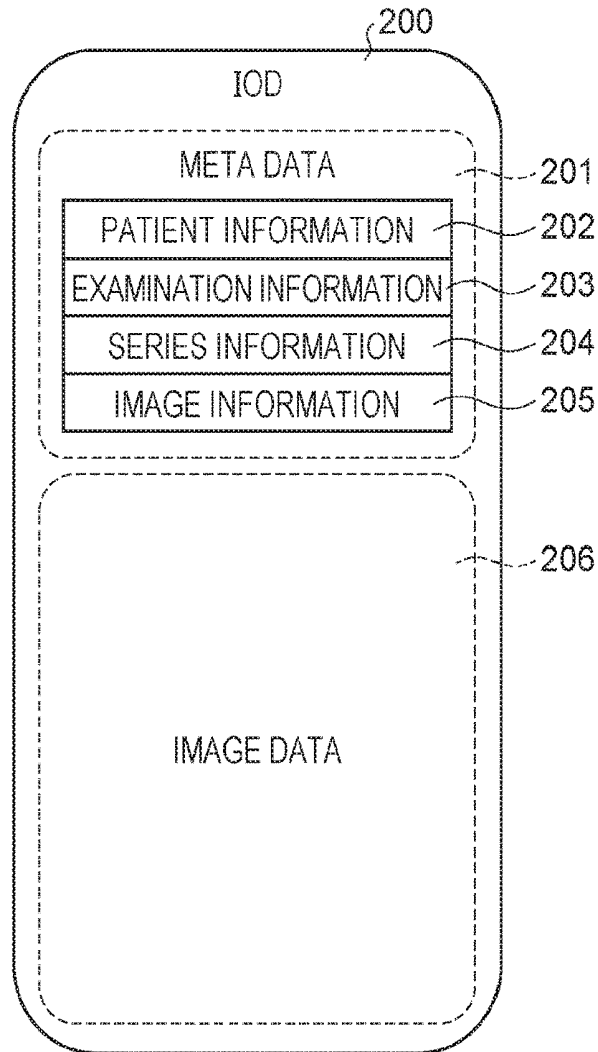 200
IOD
META DATA
201
PATIENT INFORMATION
202
EXAMINATION INFORMATION
203
SERIES INFORMATION
204
IMAGE INFORMATION
205
206
IMAGE DATA